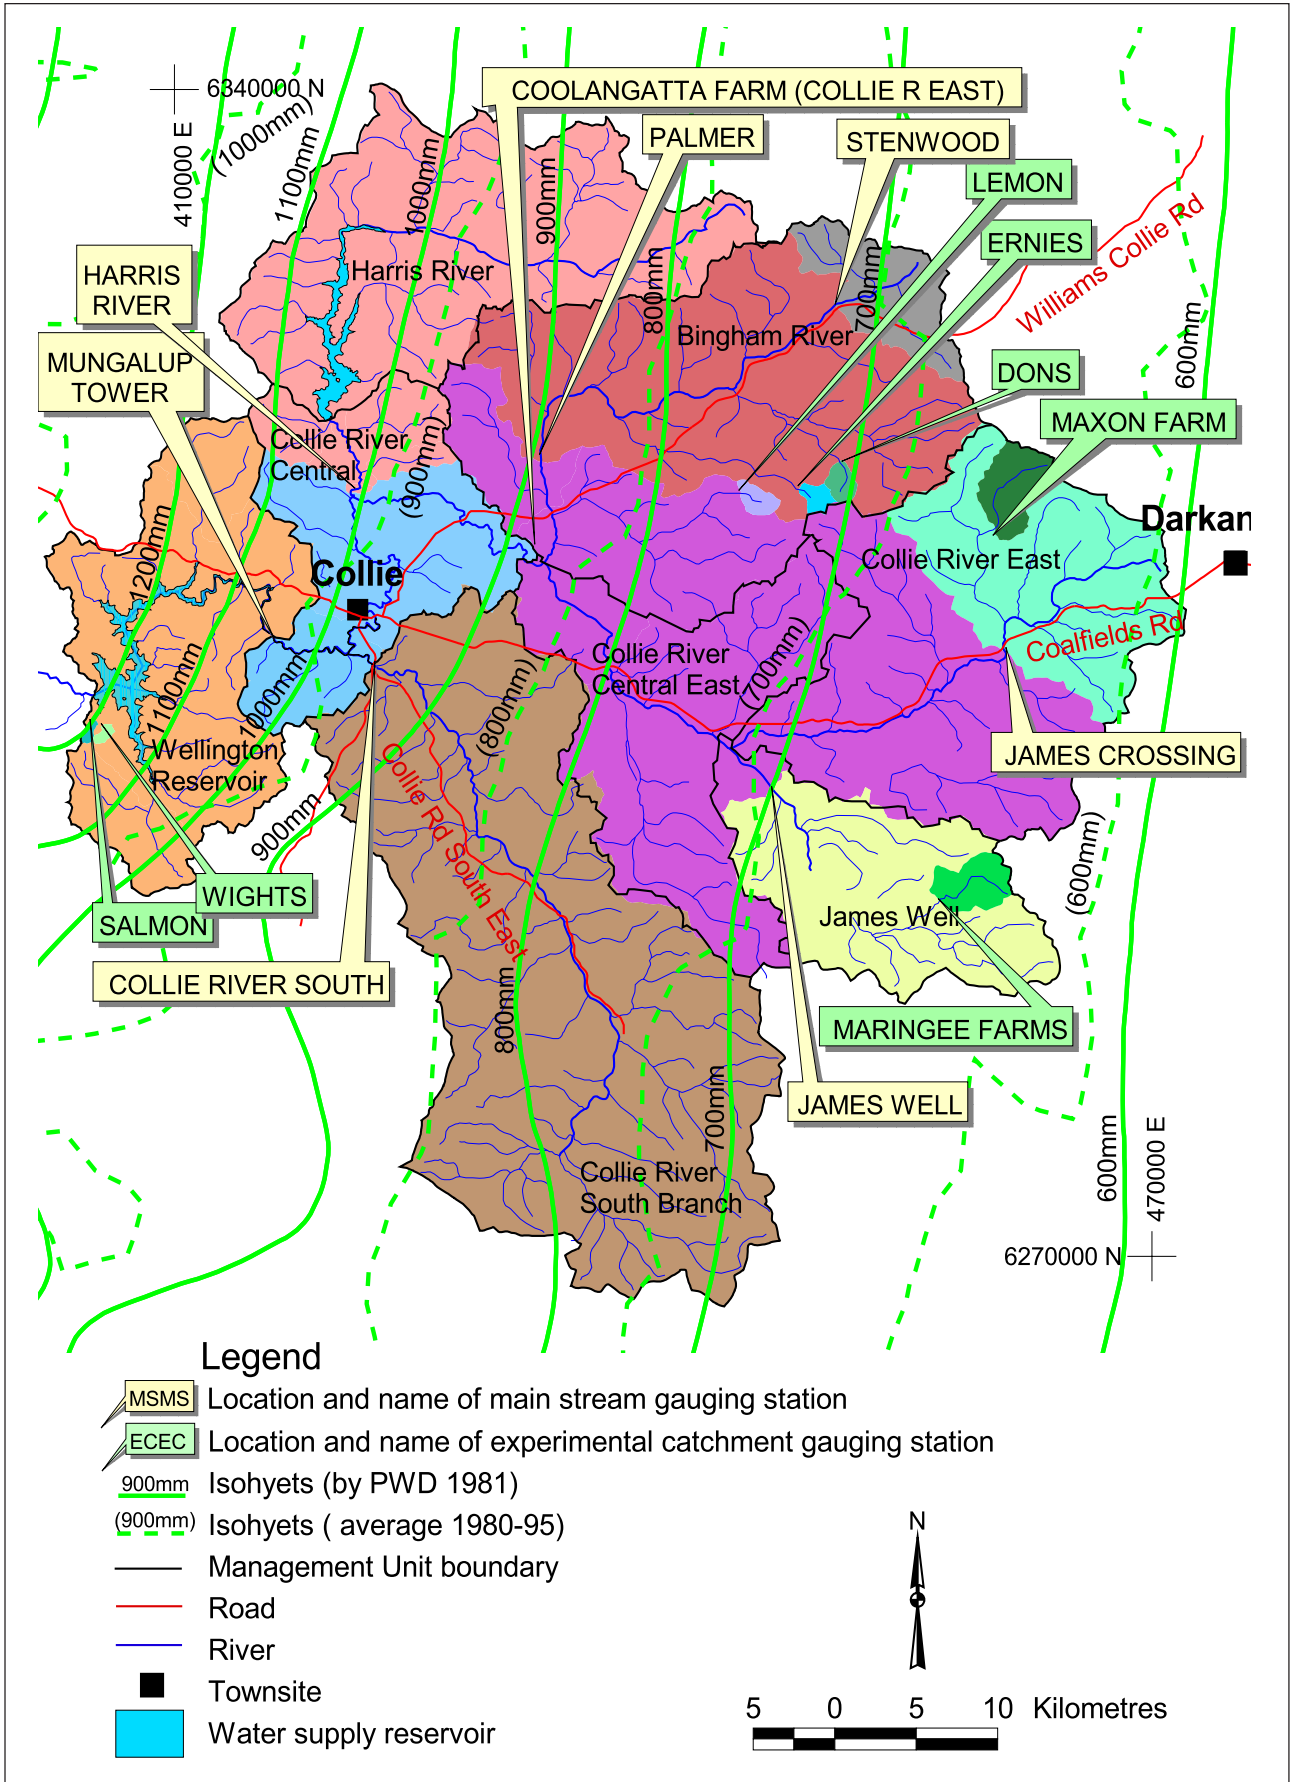 6340000 N
410000 E
(1000mm)
1100mm
1000mm
900mm
800mm
700mm
600mm
COOLANGATTA FARM (COLLIE R EAST)
PALMER
STENWOOD
LEMON
ERNIES
Williams Collie Rd
HARRIS
RIVER
Harris River
MUNGALUP
TOWER
Bingham River
DONS
MAXON FARM
Collie River
Central
(900mm)
Darkan
1200mm
Collie
Collie River East
Coalfields Rd
Collie River
Central East
(700mm)
(800mm)
1100mm
1000mm
Wellington
Reservoir
JAMES CROSSING
900mm
Collie Rd South East
(600mm)
WIGHTS
SALMON
James Well
COLLIE RIVER SOUTH
800mm
MARINGEE FARMS
JAMES WELL
700mm
600mm
470000 E
Collie River
South Branch
6270000 N
Legend
MSMS
Location and name of main stream gauging station
ECEC
Location and name of experimental catchment gauging station
900mm
Isohyets (by PWD 1981)
(900mm)
Isohyets ( average 1980-95)
Management Unit boundary
Road
River
Townsite
Water supply reservoir
N
5 0 5 10 Kilometres